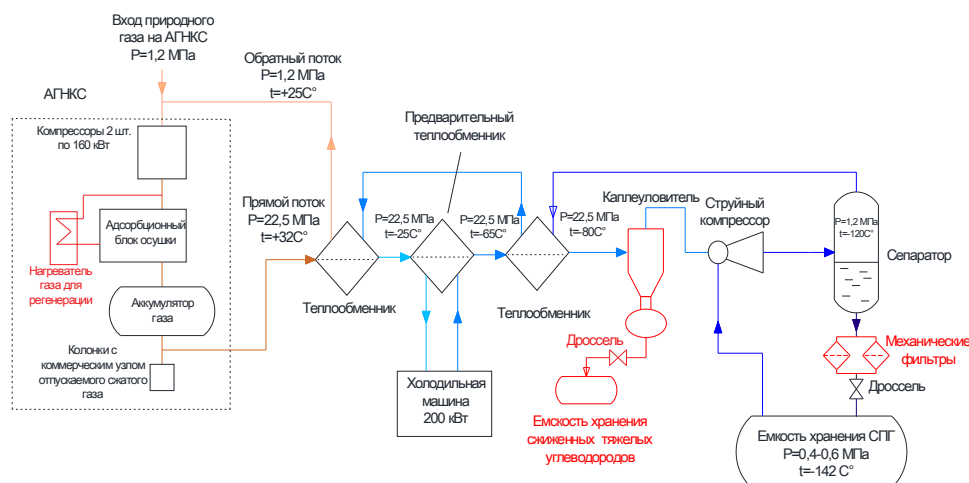 Вход природного
газа на АГНКС
P=1,2 МПа
АГНКС
Компрессоры 2 шт.
по 160 кВт
Адсорбционный
блок осушки
Нагреватель
газа для
регенерации
Аккумулятор
газа
Колонки с
коммерческим узлом
отпускаемого сжатого
газа
Обратный поток
P=1,2 МПа
t=+25C°
Прямой поток
P=22,5 МПа
t=+32C°
Теплообменник
Предварительный
теплообменник
P=22,5 МПа
t=-25C°
P=22,5 МПа
t=-65C°
Холодильная
машина
200 кВт
Теплообменник
P=22,5 МПа
t=-80C°
Каплеуловитель
Дроссель
Емскость хранения
сжиженных тяжелых
углеводородов
Струйный
компрессор
P=1,2 МПа
t=-120C°
Сепаратор
Механические
фильтры
Дроссель
Емкость хранения СПГ
P=0,4-0,6 МПа
t=-142 C°